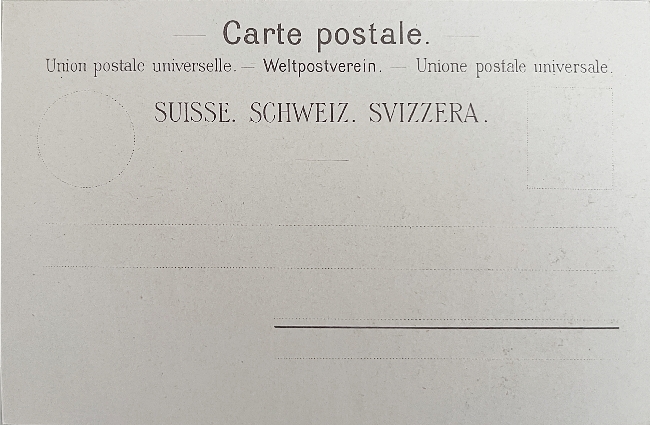 Carte postale.
Union postale universelle. — Weltpostverein. — Unione postale universale.
SUISSE. SCHWEIZ. SVIZZERA.